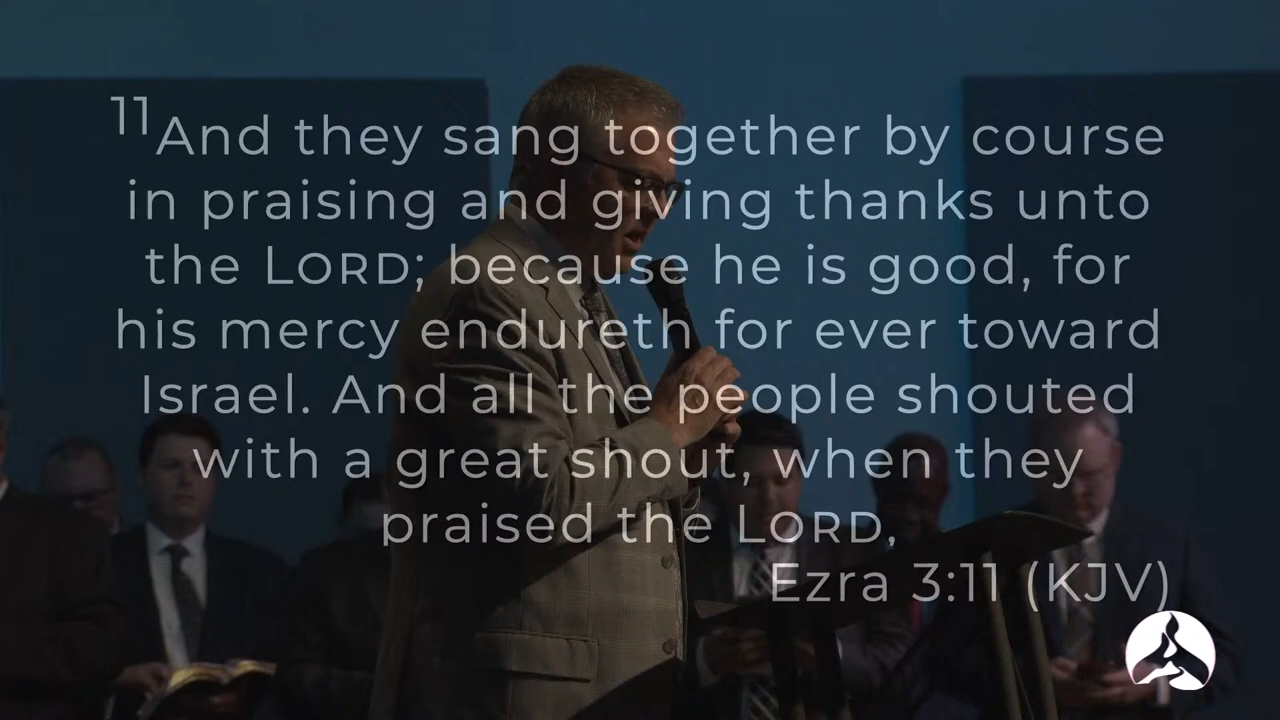 11And they sang together by course
in praising and giving thanks unto
the LORD; because he is good, for
his mercy endureth for ever toward
Israel. And all the people shouted
with a great shout, when they
praised the LORD,
Ezra 3:11 (KJV)